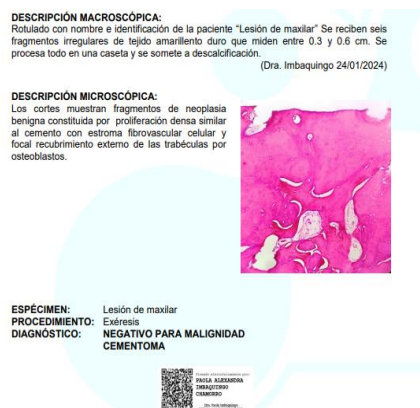 DESCRIPCIÓN MACROSCÓPICA:
Rotulado con nombre e identificación de la paciente “Lesión de maxilar” Se reciben seis
fragmentos irregulares de tejido amarillento duro que miden entre 0.3 y 0.6 cm. Se
procesa todo en una caseta y se somete a descalcificación.
(Dra. Imbaquingo 24/01/2024)
DESCRIPCIÓN MICROSCÓPICA:
Los cortes muestran fragmentos de neoplasia
benigna constituida por proliferación densa similar
al cemento con estroma fibrovascular celular y
focal recubrimiento externo de las trabéculas por
osteoblastos.
ESPÉCIMEN: Lesión de maxilar
PROCEDIMIENTO: Exéresis
DIAGNÓSTICO: NEGATIVO PARA MALIGNIDAD
CEMENTOMA
PAOLA ALEXANDRA
IMBAQUINGO
CHAMORRO
Dra. Paola Imbaquingo